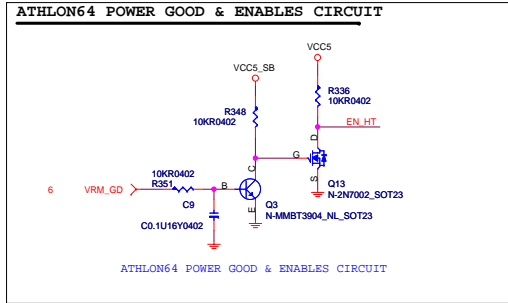 ATHLON64 POWER GOOD & ENABLES CIRCUIT
VCC5
VCC5_SB
R336
10KR0402
R348
10KR0402
EN_HT
D
G
S
Q13
N-2N7002_SOT23
10KR0402
R351
6
VRM_GD
B
C
E
C9
C0.1U16Y0402
Q3
N-MMBT3904_NL_SOT23
ATHLON64 POWER GOOD & ENABLES CIRCUIT